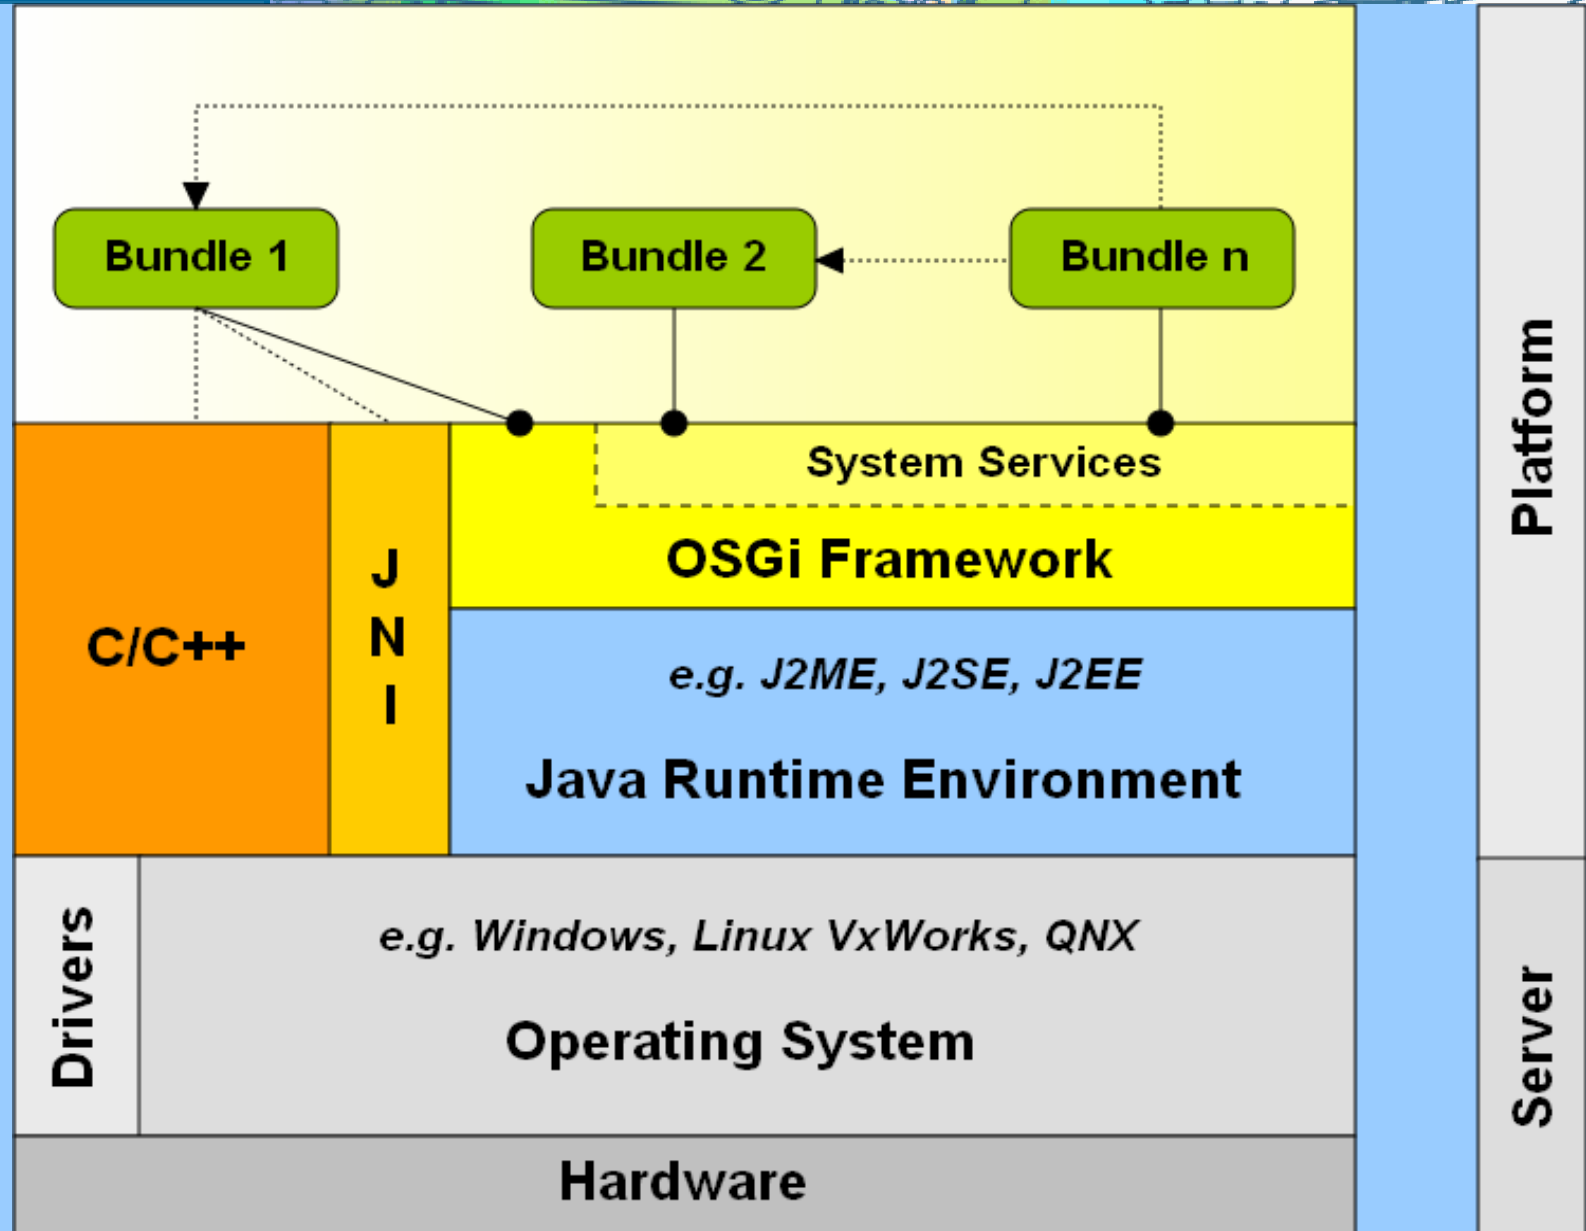 Bundle 1
Bundle 2
Bundle n
System Services
OSGi Framework
C/C++
J
N
I
e.g. J2ME, J2SE, J2EE
Java Runtime Environment
Drivers
e.g. Windows, Linux VxWorks, QNX
Operating System
Hardware
Platform
Server